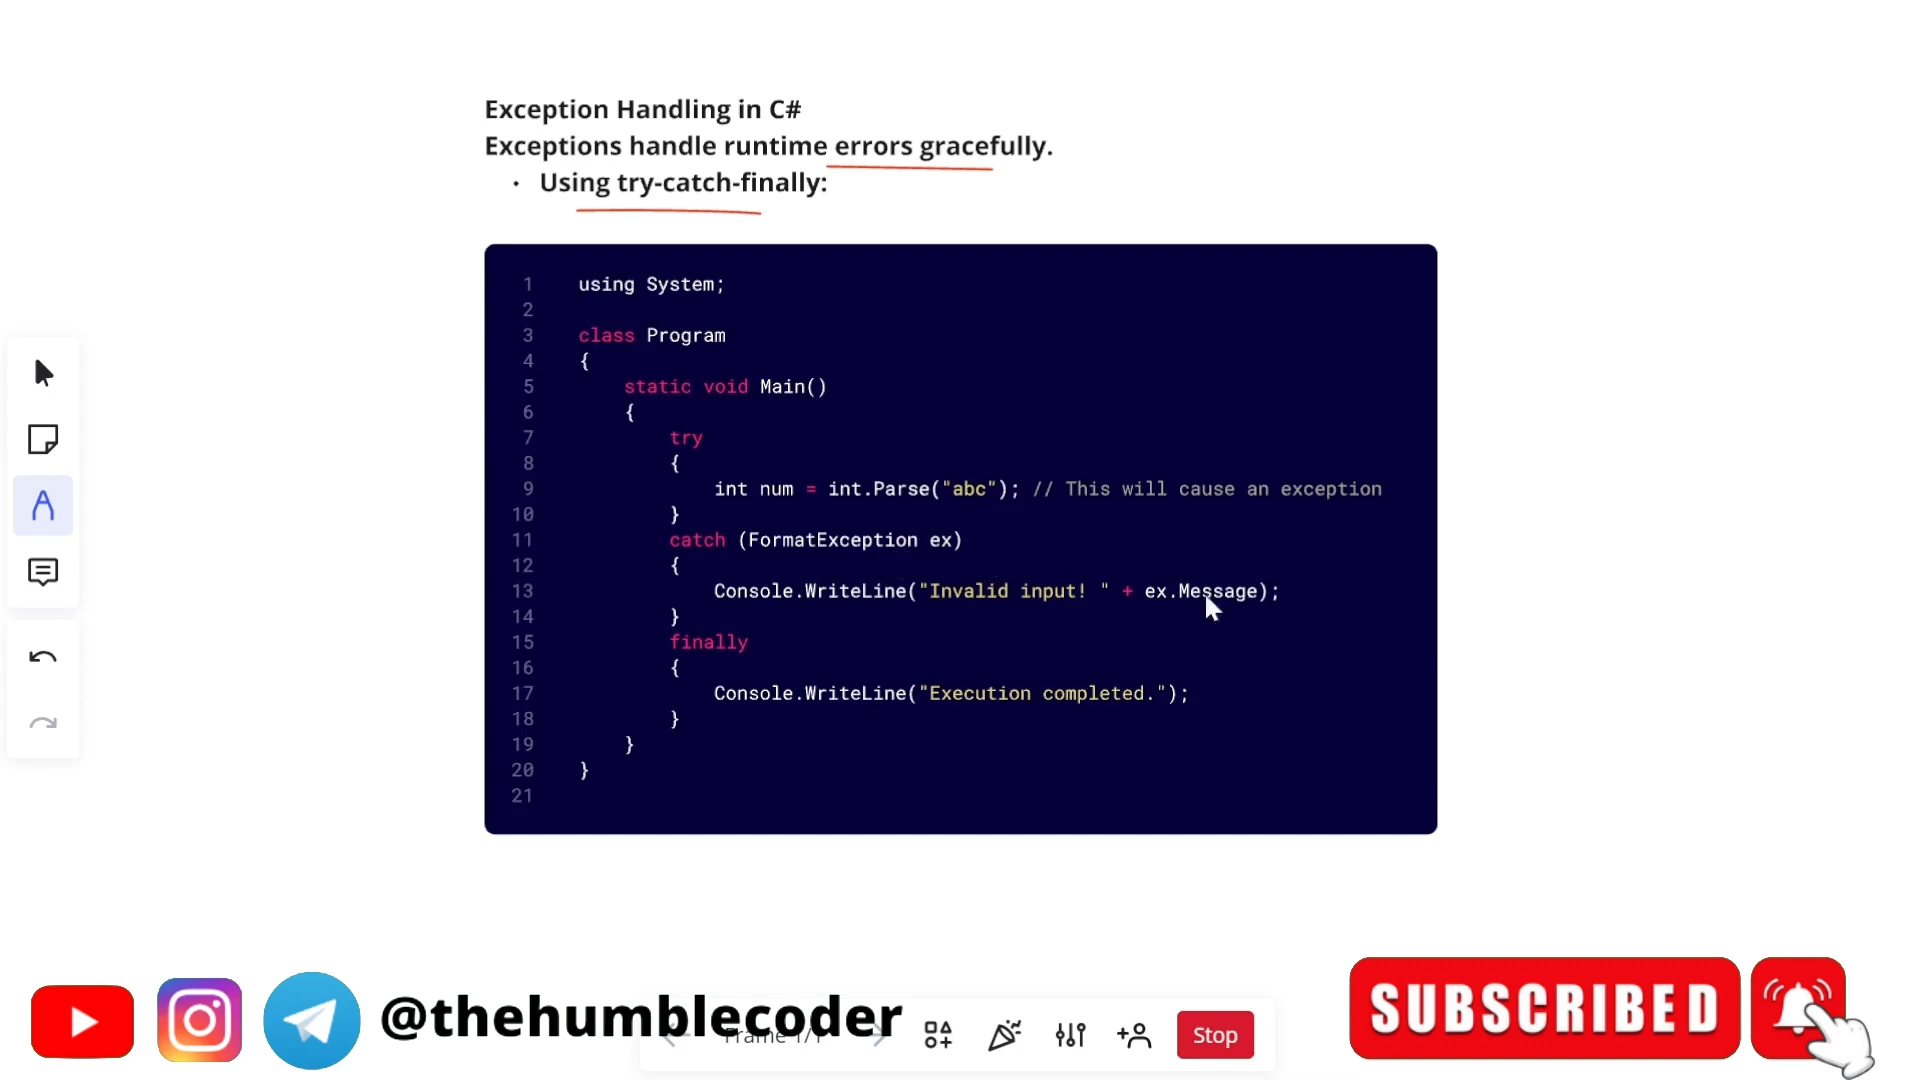 Exception Handling in C#
Exceptions handle runtime errors gracefully.
• Using try-catch-finally:
1 using System;
2
3 class Program
4 {
5 static void Main()
6 {
7 try
8 {
9 int num = int.Parse("abc"); // This will cause an exception
10 }
11 catch (FormatException ex)
12 {
13 Console.WriteLine("Invalid input! " + ex.Message);
14 }
15 finally
16 {
17 Console.WriteLine("Execution completed.");
18 }
19 }
20 }
21
@thehumblecoder
Frame 1/1
Stop
SUBSCRIBED